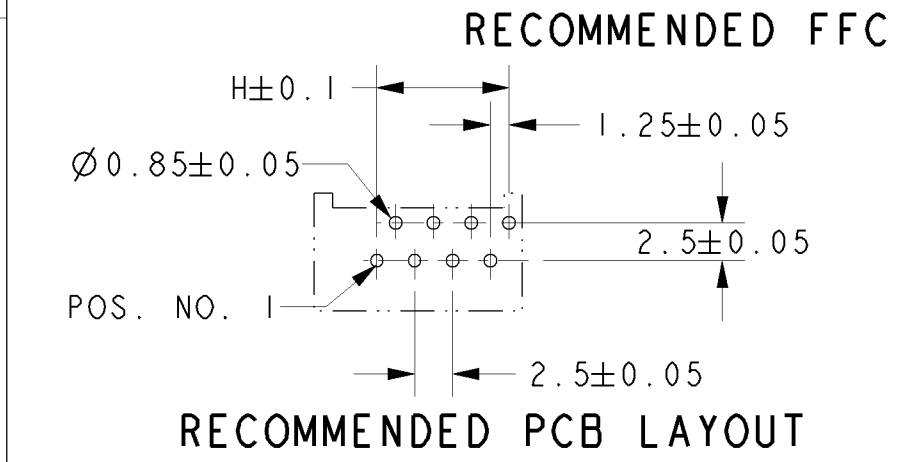 RECOMMENDED FFC
H±0.1
1.25±0.05
Ø0.85±0.05
2.5±0.05
POS. NO. 1
2.5±0.05
RECOMMENDED PCB LAYOUT